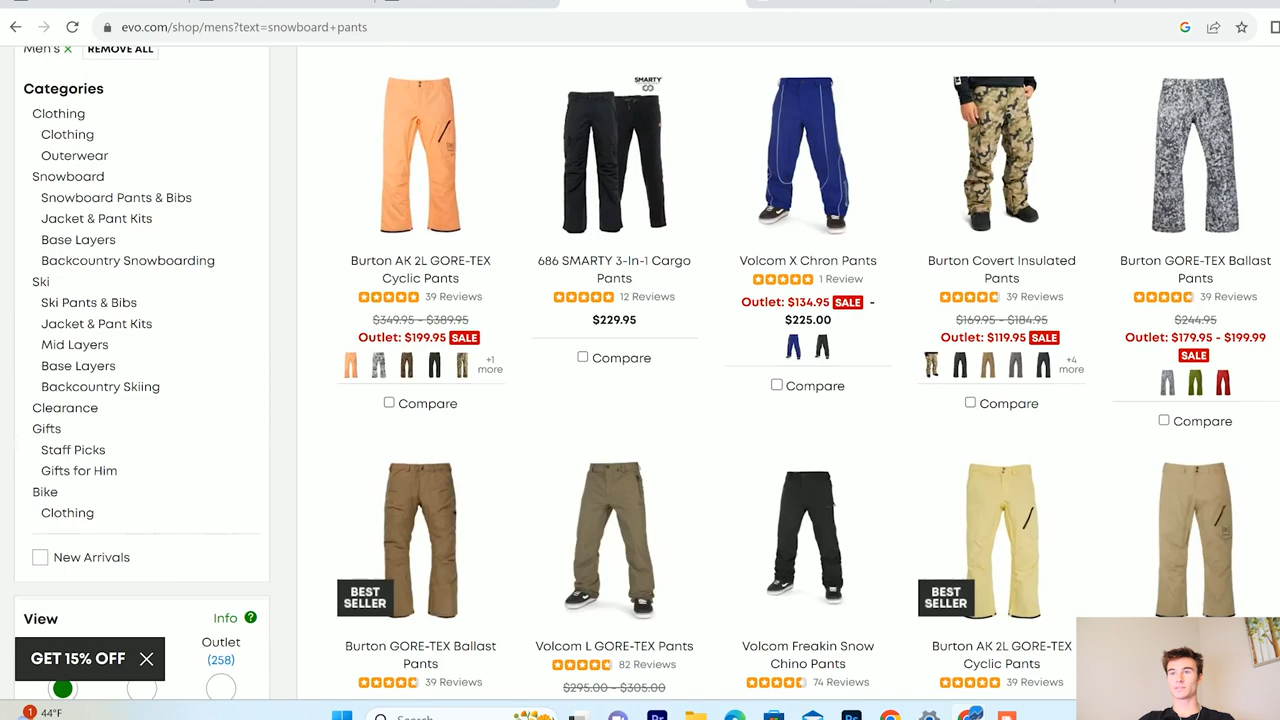 evo.com/shop/mens?text=snowboard+pants
Men's × REMOVE ALL
Categories
Clothing
Clothing
Outerwear
Snowboard
Snowboard Pants & Bibs
Jacket & Pant Kits
Base Layers
Backcountry Snowboarding
Ski
Ski Pants & Bibs
Jacket & Pant Kits
Mid Layers
Base Layers
Backcountry Skiing
Clearance
Gifts
Staff Picks
Gifts for Him
Bike
Clothing
New Arrivals
View Info ?
Outlet
(258)
GET 15% OFF
Burton AK 2L GORE-TEX
Cyclic Pants
39 Reviews
$349.95 - $389.95
Outlet: $199.95 SALE
+1
more
Compare
SMARTY
686 SMARTY 3-In-1 Cargo
Pants
12 Reviews
$229.95
Compare
Volcom X Chron Pants
1 Review
Outlet: $134.95 SALE -
$225.00
Compare
Burton Covert Insulated
Pants
39 Reviews
$169.95 - $184.95
Outlet: $119.95 SALE
+4
more
Compare
Burton GORE-TEX Ballast
Pants
39 Reviews
$244.95
Outlet: $179.95 - $199.99
SALE
Compare
BEST
SELLER
Burton GORE-TEX Ballast
Pants
39 Reviews
Volcom L GORE-TEX Pants
82 Reviews
$295.00 - $305.00
Volcom Freakin Snow
Chino Pants
74 Reviews
BEST
SELLER
Burton AK 2L GORE-TEX
Cyclic Pants
39 Reviews
1
44°F
Search
Pr
Ps